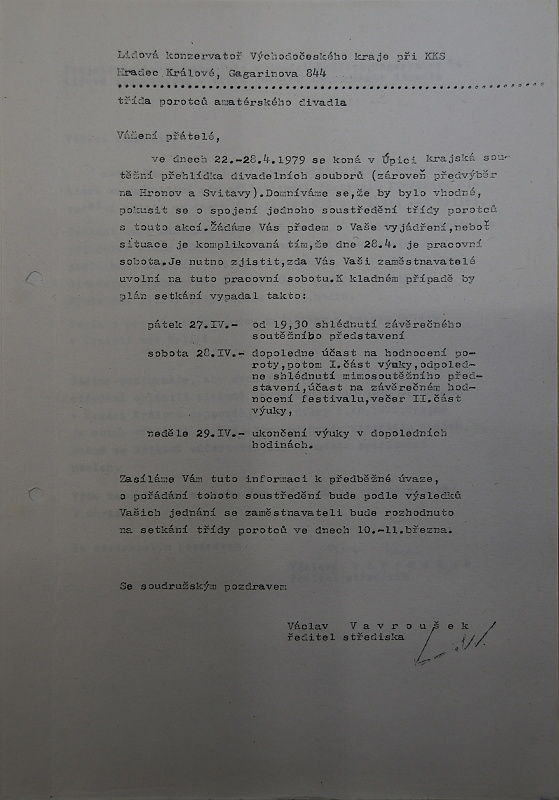 Lidová konzervatoř Východočeského kraje při KKS
Hradec Králové, Gagarinova 844
třída porotců amatérského divadla
Vážení přátelé,
ve dnech 22.-28.4.1979 se koná v Úpici krajská sou-
těžní přehlídka divadelních souborů (zároveň předvýběr
na Hronov a Svitavy).Domníváme se,že by bylo vhodné,
pokusit se o spojení jednoho soustředění třídy porotců
s touto akcí.Žádáme Vás předem o Vaše vyjádření,neboť
situace je komplikovaná tím,že dne 28.4. je pracovní
sobota.Je nutno zjistit,zda Vás Vaši zaměstnavatelé
uvolní na tuto pracovní sobotu.K kladném případě by
plán setkání vypadal takto:
pátek 27.IV.- od 19,30 shlédnutí závěrečného
soutěžního představení
sobota 28.IV.- dopoledne účast na hodnocení po-
roty,potom I.část výuky,odpoled-
ne shlédnutí mimosoutěžního před-
stavení,účast na závěrečném hod-
nocení festivalu,večer II.část
výuky,
neděle 29.IV.- ukončení výuky v dopoledních
hodinách.
Zasíláme Vám tuto informaci k předběžné úvaze,
o pořádání tohoto soustředění bude podle výsledků
Vašich jednání se zaměstnavateli bude rozhodnuto
na setkání třídy porotců ve dnech 10.-11.března.
Se soudružským pozdravem
Václav V a v r o u š e k
ředitel střediska